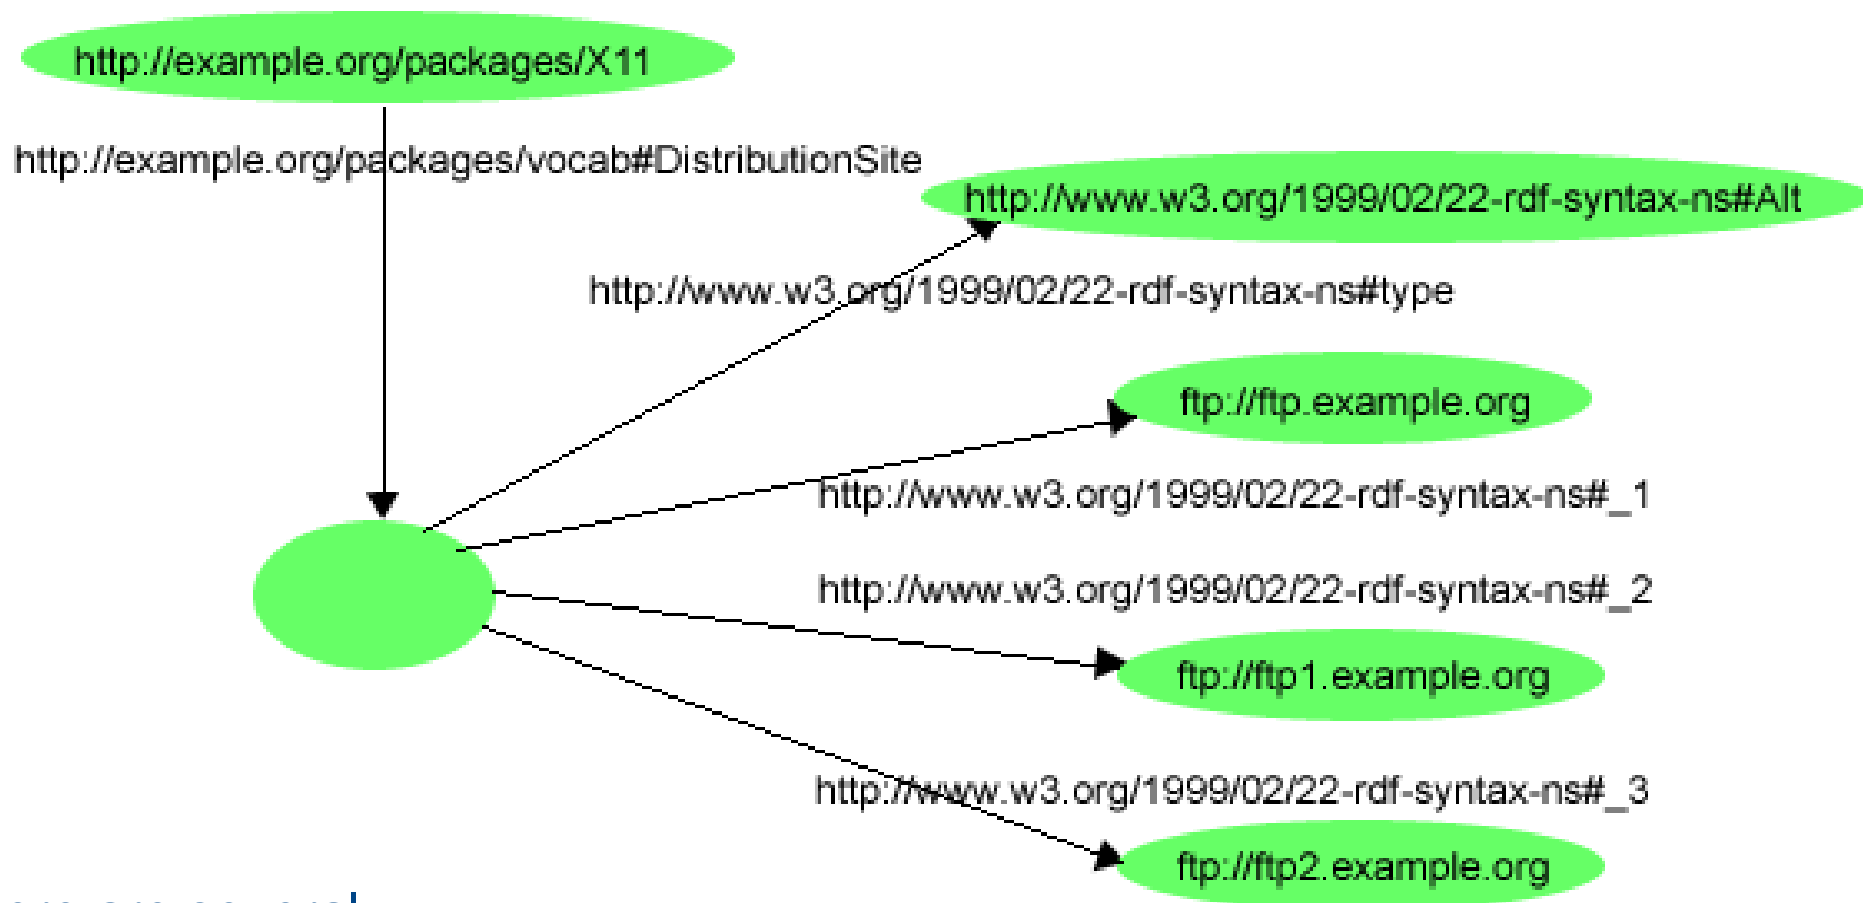 http://example.org/packages/X11
http://example.org/packages/vocab#DistributionSite
http://www.w3.org/1999/02/22-rdf-syntax-ns#Alt
http://www.w3.org/1999/02/22-rdf-syntax-ns#type
ftp://ftp.example.org
http://www.w3.org/1999/02/22-rdf-syntax-ns#_1
http://www.w3.org/1999/02/22-rdf-syntax-ns#_2
ftp://ftp1.example.org
http://www.w3.org/1999/02/22-rdf-syntax-ns#_3
ftp://ftp2.example.org